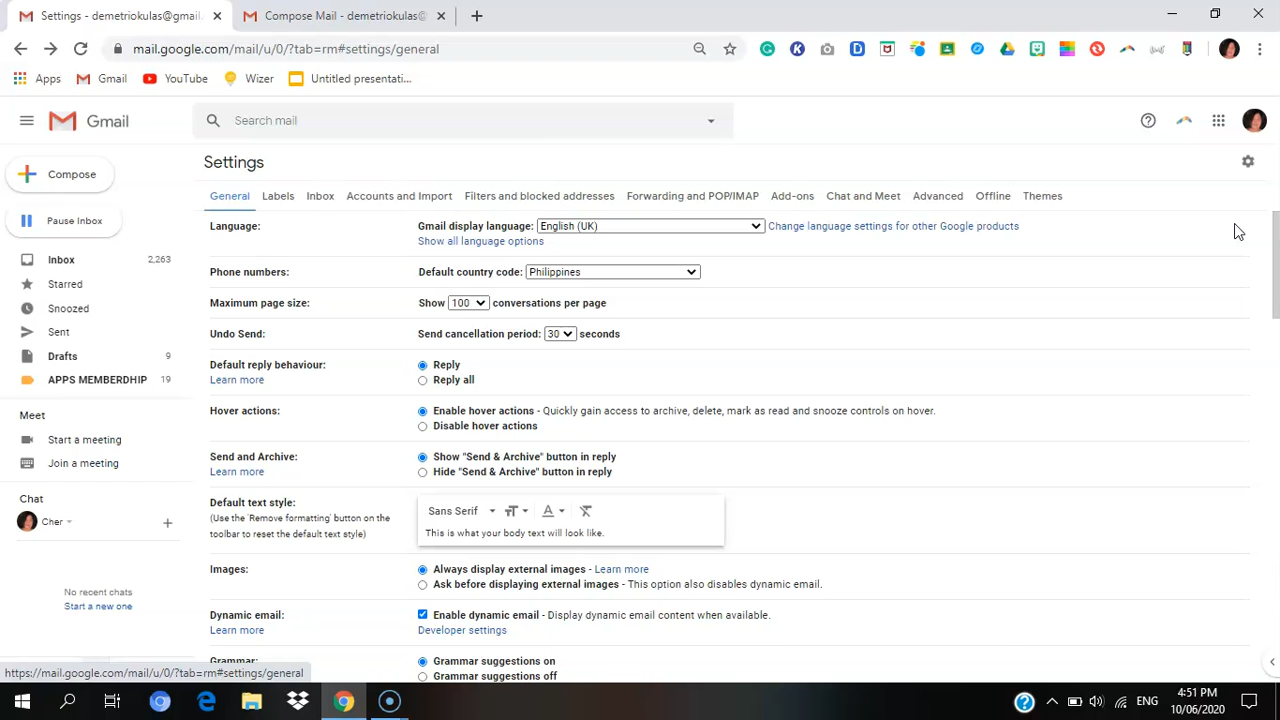 Settings - demetriokulas@gmail. Compose Mail - demetriokulas@g
mail.google.com/mail/u/0/?tab=rm#settings/general
Apps Gmail YouTube Wizer Untitled presentati...
Gmail Search mail
Compose
Pause Inbox
Inbox 2,263
Starred
Snoozed
Sent
Drafts 9
APPS MEMBERDHIP 19
Meet
Start a meeting
Join a meeting
Chat
Cher
No recent chats
Start a new one
Settings
General Labels Inbox Accounts and Import Filters and blocked addresses Forwarding and POP/IMAP Add-ons Chat and Meet Advanced Offline Themes
Language: Gmail display language: English (UK) Change language settings for other Google products
Show all language options
Phone numbers: Default country code: Philippines
Maximum page size: Show 100 conversations per page
Undo Send: Send cancellation period: 30 seconds
Default reply behaviour: Reply
Learn more Reply all
Hover actions: Enable hover actions - Quickly gain access to archive, delete, mark as read and snooze controls on hover.
Disable hover actions
Send and Archive: Show "Send & Archive" button in reply
Learn more Hide "Send & Archive" button in reply
Default text style:
(Use the 'Remove formatting' button on the
toolbar to reset the default text style)
Sans Serif
This is what your body text will look like.
Images: Always display external images - Learn more
Ask before displaying external images - This option also disables dynamic email.
Dynamic email: Enable dynamic email - Display dynamic email content when available.
Learn more Developer settings
Grammar: Grammar suggestions on
Grammar suggestions off
https://mail.google.com/mail/u/0/?tab=rm#settings/general
ENG
4:51 PM
10/06/2020